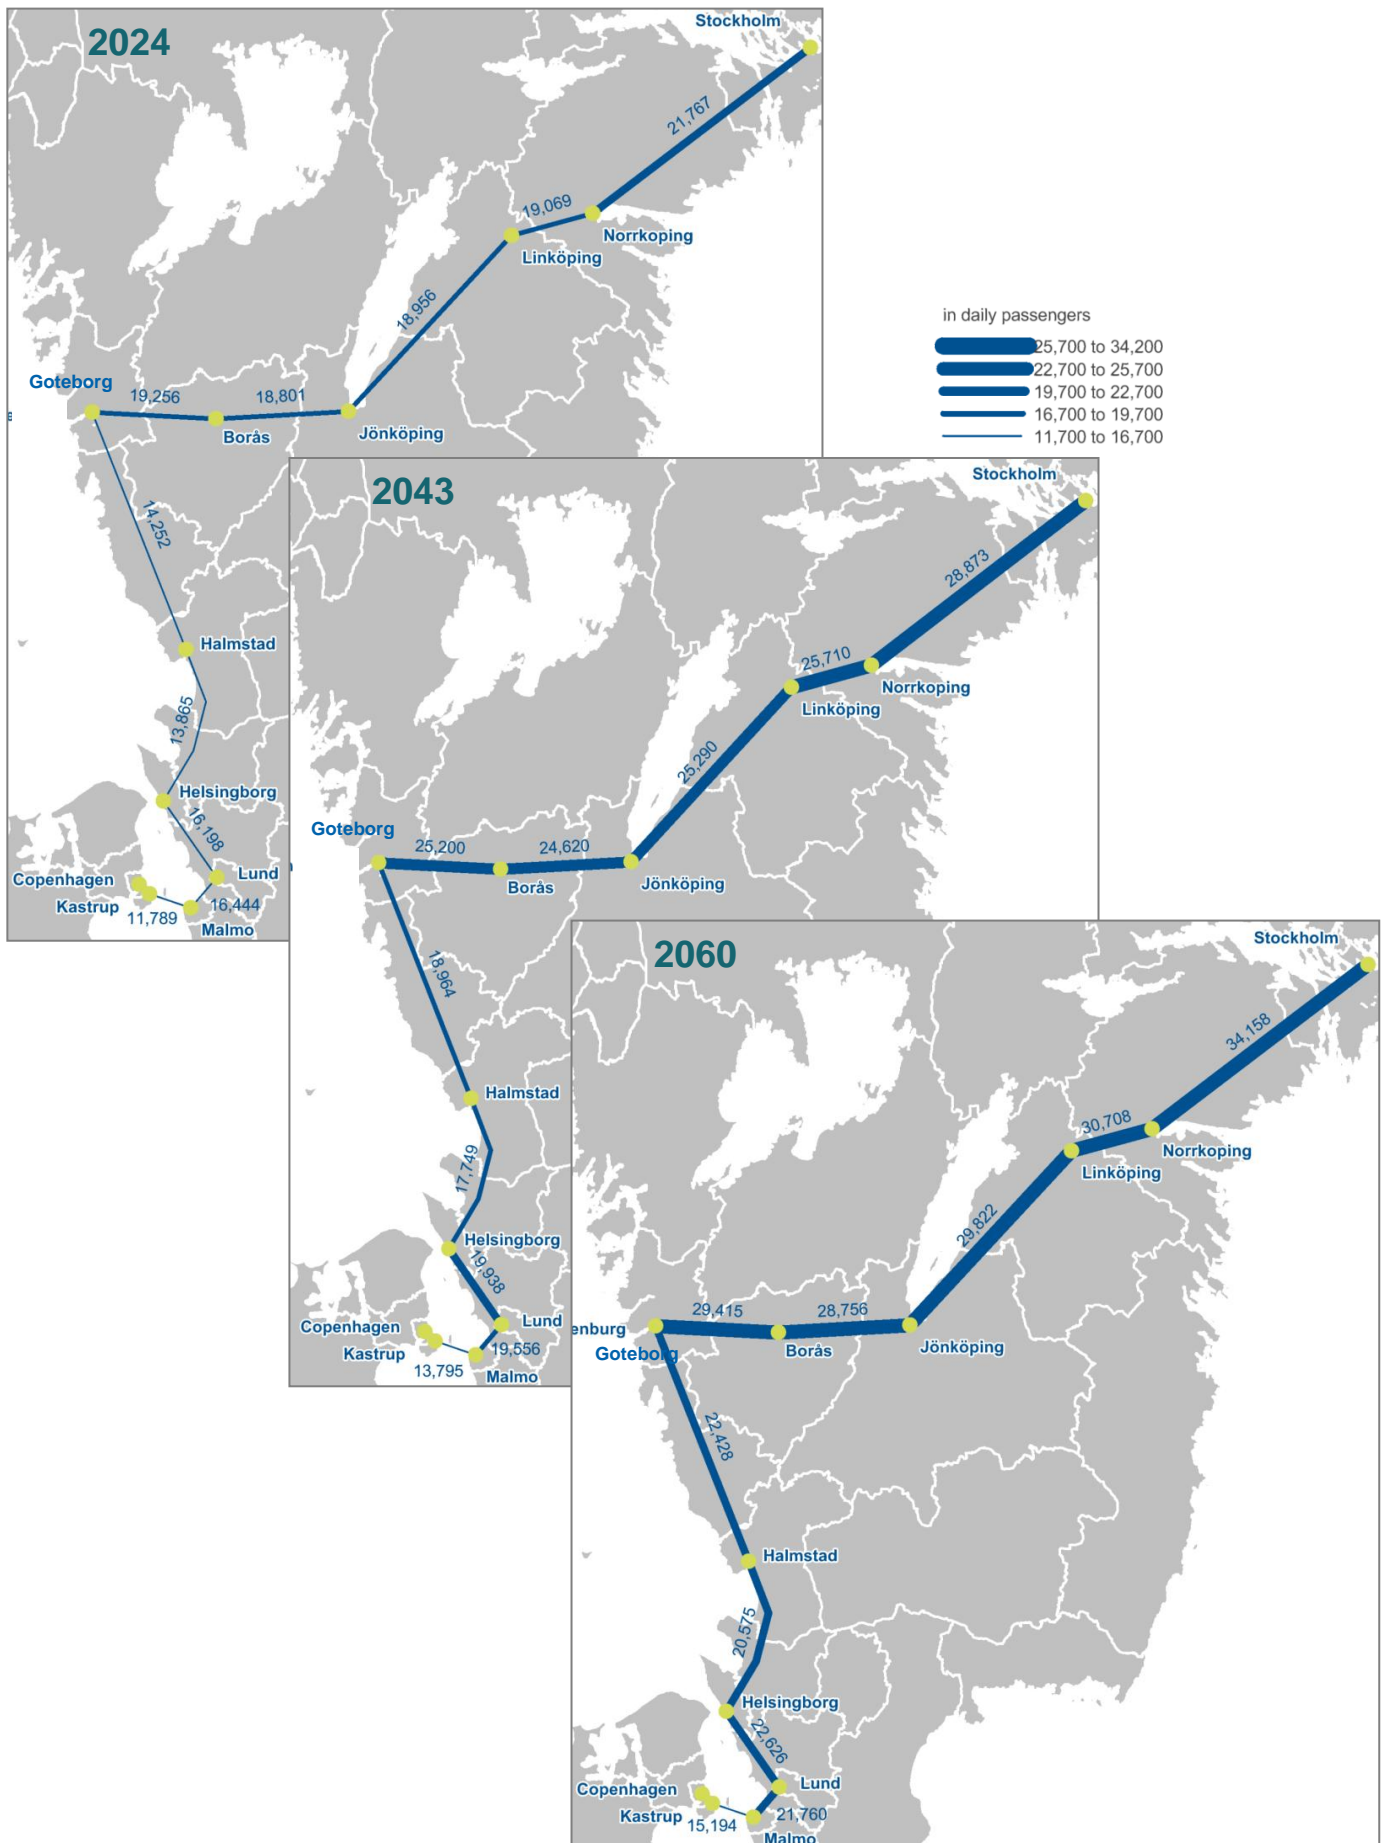 2024
Stockholm
21,767
19,069
Norrkoping
Linköping
18,956
Goteborg
19,256
18,801
Borås
Jönköping
14,252
Halmstad
13,865
Helsingborg
16,198
Lund
Copenhagen
Kastrup
16,444
11,789
Malmo
in daily passengers
25,700 to 34,200
22,700 to 25,700
19,700 to 22,700
16,700 to 19,700
11,700 to 16,700
2043
Stockholm
28,873
25,710
Norrkoping
Linköping
25,290
Goteborg
25,200
24,620
Borås
Jönköping
18,964
Halmstad
17,749
Helsingborg
19,938
Lund
Copenhagen
Kastrup
19,556
13,795
Malmo
2060
Stockholm
34,158
30,708
Norrkoping
Linköping
29,822
29,415
28,756
enburg
Goteborg
Borås
Jönköping
22,428
Halmstad
20,575
Helsingborg
22,626
Lund
Copenhagen
Kastrup
21,760
15,194
Malmo